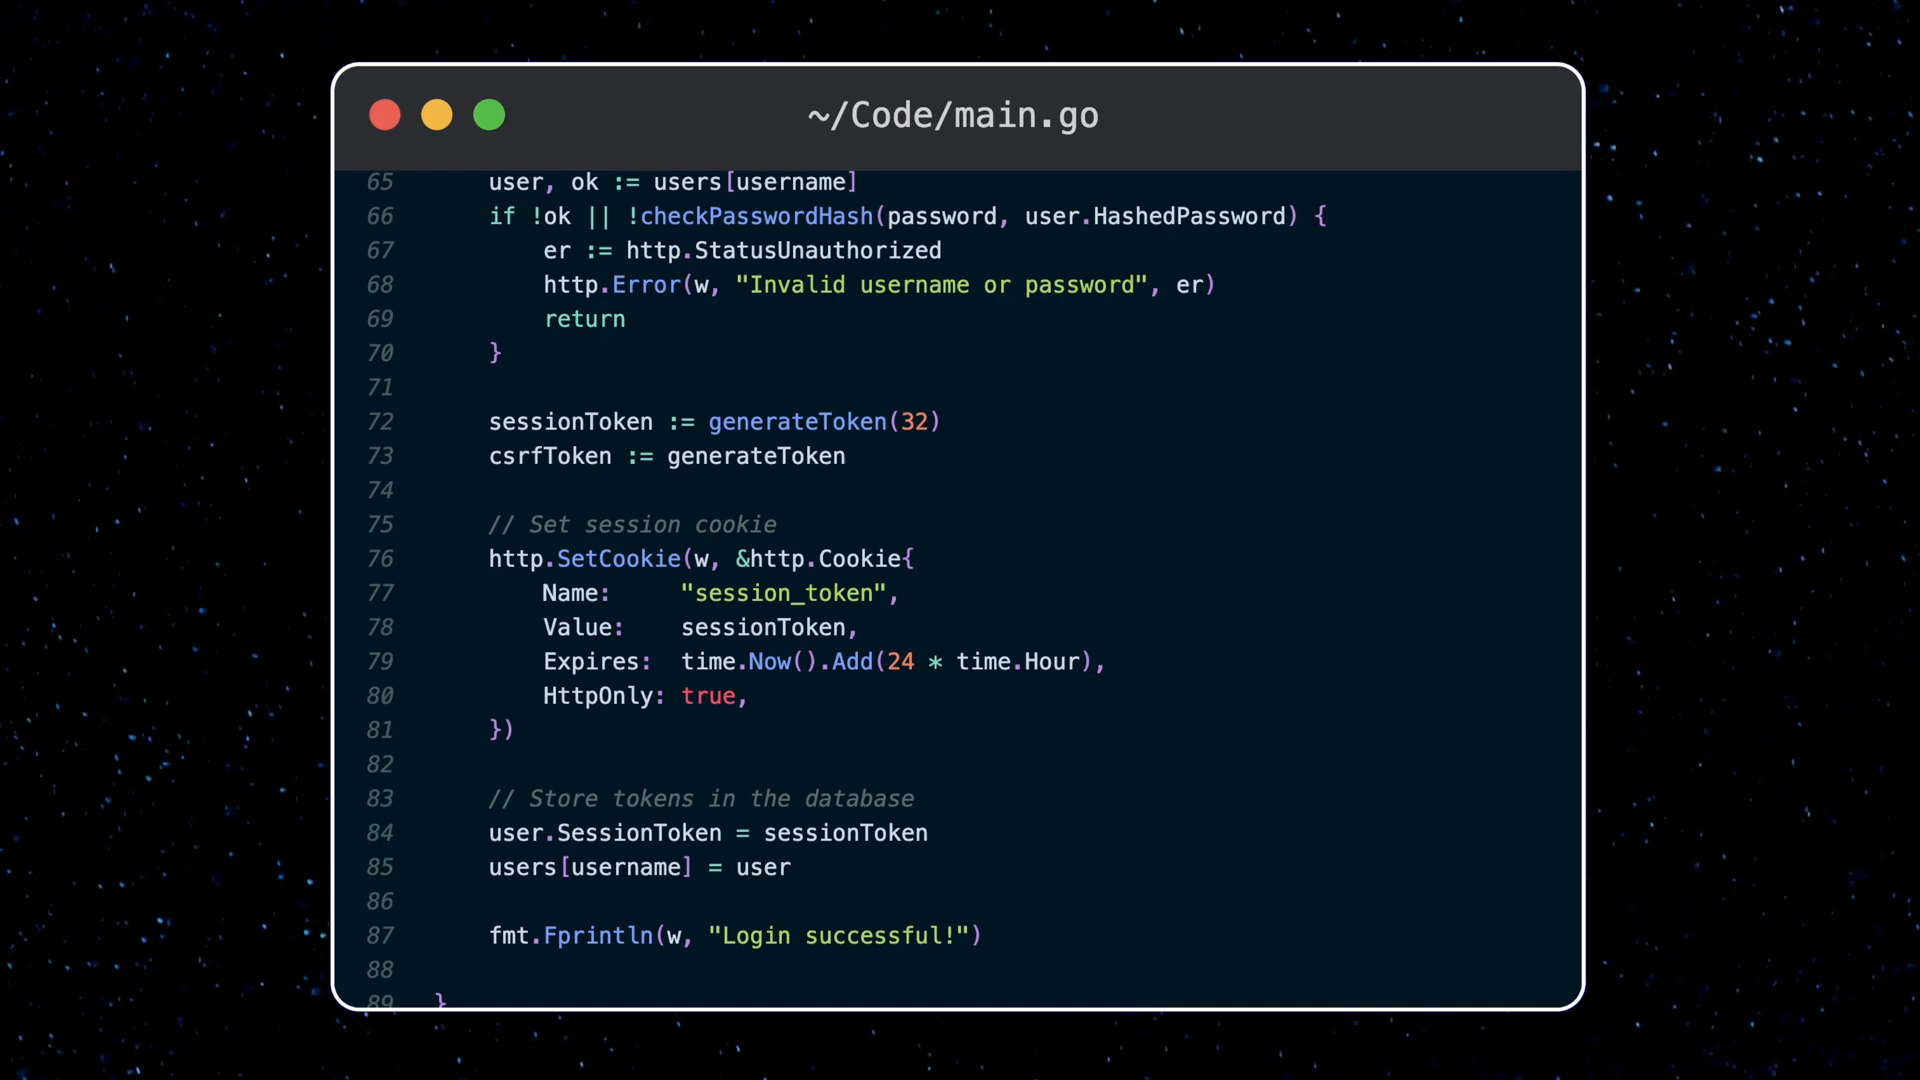 ~/Code/main.go
65 user, ok := users[username]
66 if !ok || !checkPasswordHash(password, user.HashedPassword) {
67 er := http.StatusUnauthorized
68 http.Error(w, "Invalid username or password", er)
69 return
70 }
71
72 sessionToken := generateToken(32)
73 csrfToken := generateToken
74
75 // Set session cookie
76 http.SetCookie(w, &http.Cookie{
77 Name: "session_token",
78 Value: sessionToken,
79 Expires: time.Now().Add(24 * time.Hour),
80 HttpOnly: true,
81 })
82
83 // Store tokens in the database
84 user.SessionToken = sessionToken
85 users[username] = user
86
87 fmt.Fprintln(w, "Login successful!")
88
89 }